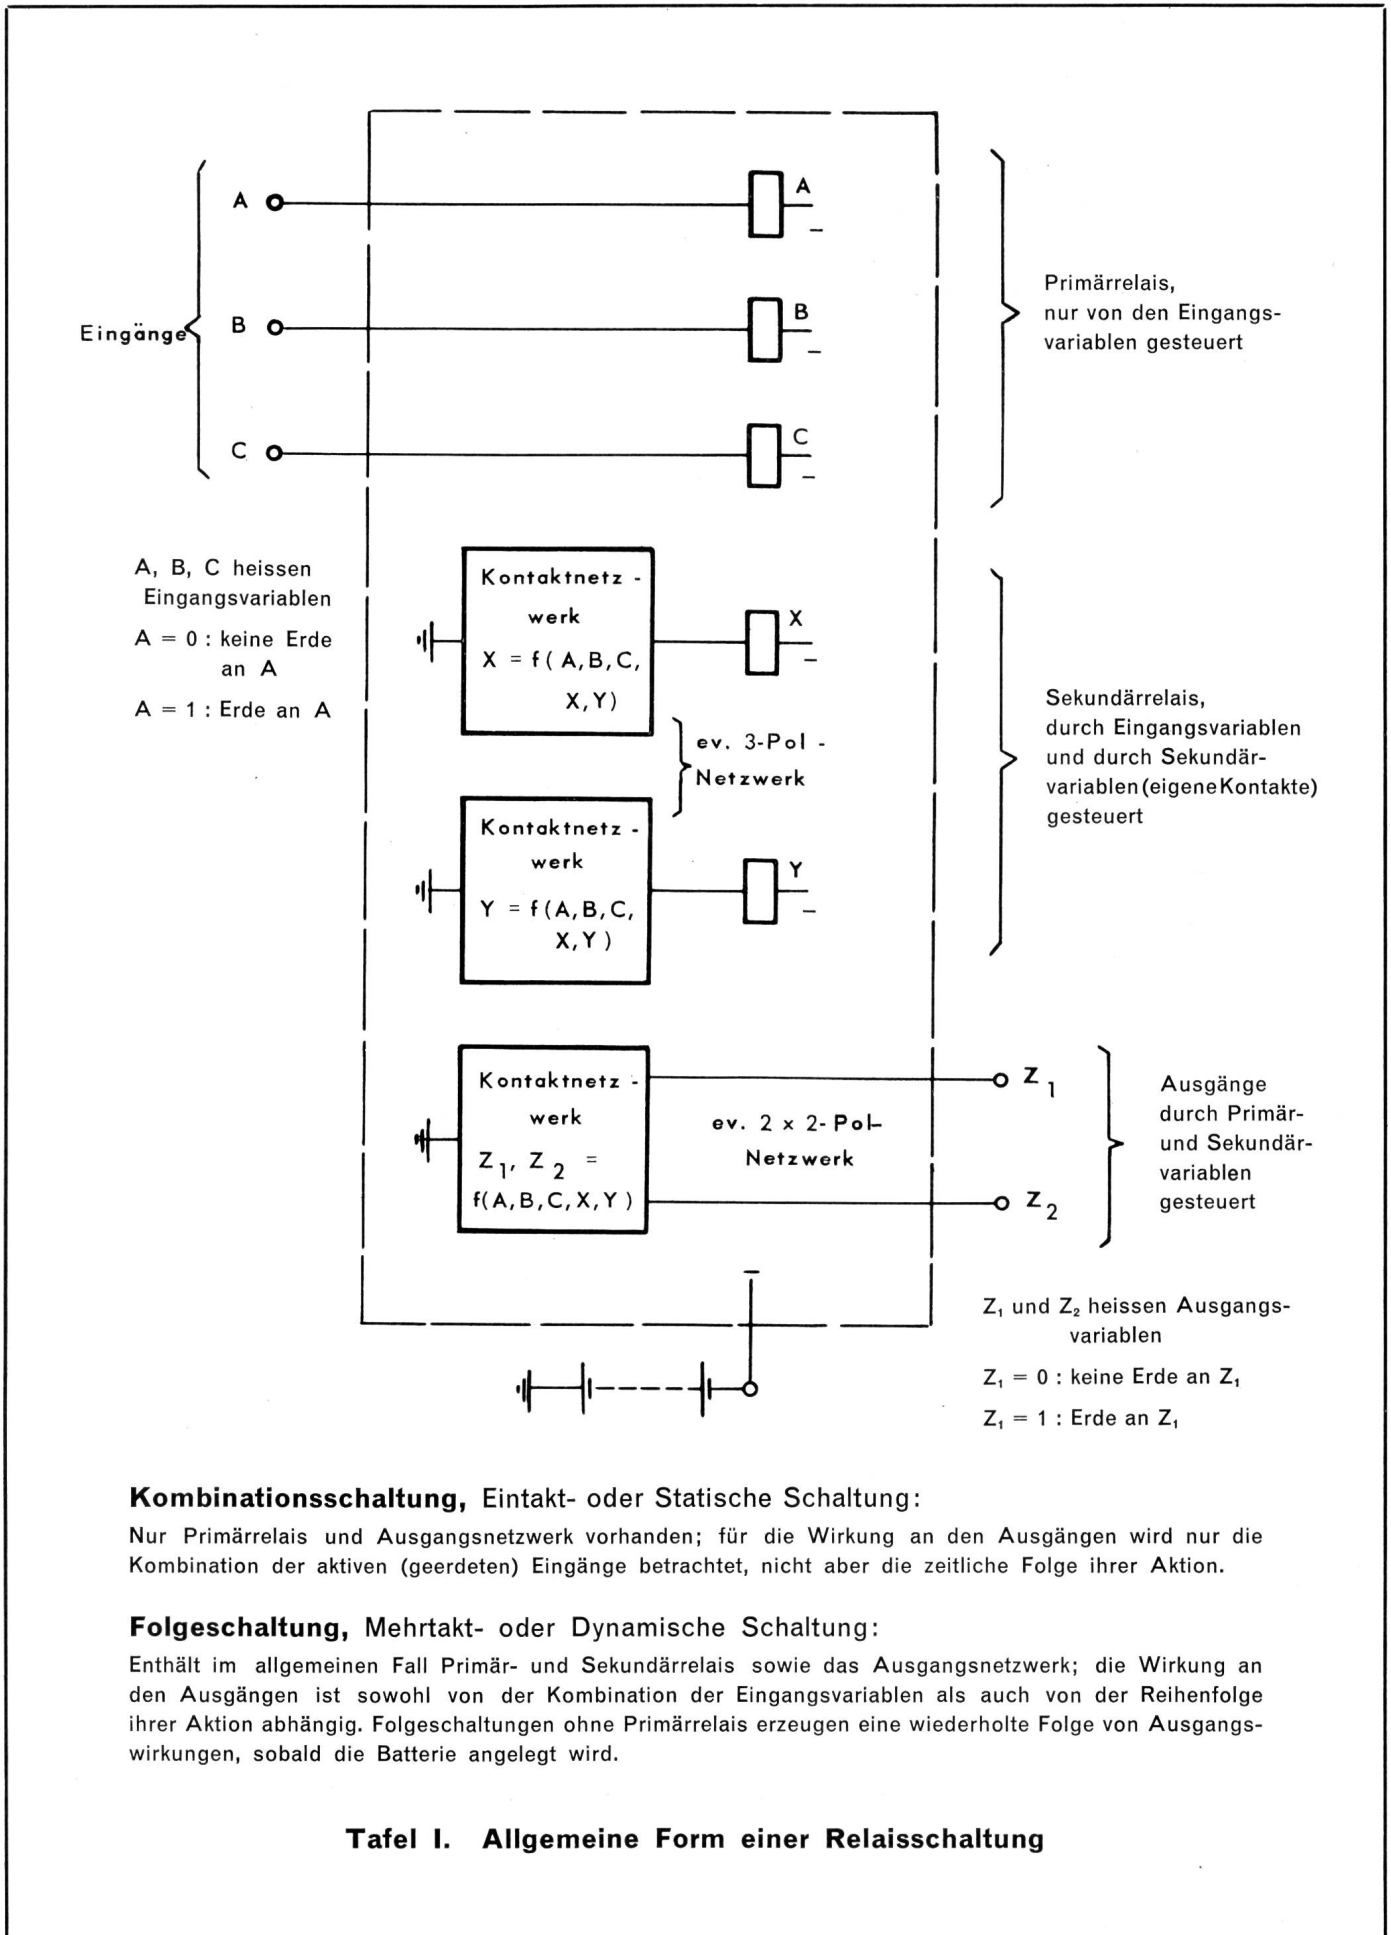 A
A
–
Eingänge
B
B
–
C
C
–
Primärrelais,
nur von den Eingangs-
variablen gesteuert
A, B, C heissen
Eingangsvariablen
A = 0 : keine Erde
an A
A = 1 : Erde an A
Kontaktnetz -
werk
X = f( A, B, C,
X, Y)
X
–
ev. 3-Pol -
Netzwerk
Kontaktnetz -
werk
Y = f (A, B, C,
X, Y )
Y
–
Sekundärrelais,
durch Eingangsvariablen
und durch Sekundär-
variablen (eigene Kontakte)
gesteuert
Kontaktnetz -
werk
Z₁, Z₂ =
f( A, B, C, X, Y )
ev. 2 x 2- Pol–
Netzwerk
Z₁
Z₂
Ausgänge
durch Primär-
und Sekundär-
variablen
gesteuert
–
Z₁ und Z₂ heissen Ausgangs-
variablen
Z₁ = 0 : keine Erde an Z₁
Z₁ = 1 : Erde an Z₁
Kombinationsschaltung, Eintakt- oder Statische Schaltung:
Nur Primärrelais und Ausgangsnetzwerk vorhanden; für die Wirkung an den Ausgängen wird nur die
Kombination der aktiven (geerdeten) Eingänge betrachtet, nicht aber die zeitliche Folge ihrer Aktion.
Folgeschaltung, Mehrtakt- oder Dynamische Schaltung:
Enthält im allgemeinen Fall Primär- und Sekundärrelais sowie das Ausgangsnetzwerk; die Wirkung an
den Ausgängen ist sowohl von der Kombination der Eingangsvariablen als auch von der Reihenfolge
ihrer Aktion abhängig. Folgeschaltungen ohne Primärrelais erzeugen eine wiederholte Folge von Ausgangs-
wirkungen, sobald die Batterie angelegt wird.
Tafel I. Allgemeine Form einer Relaisschaltung